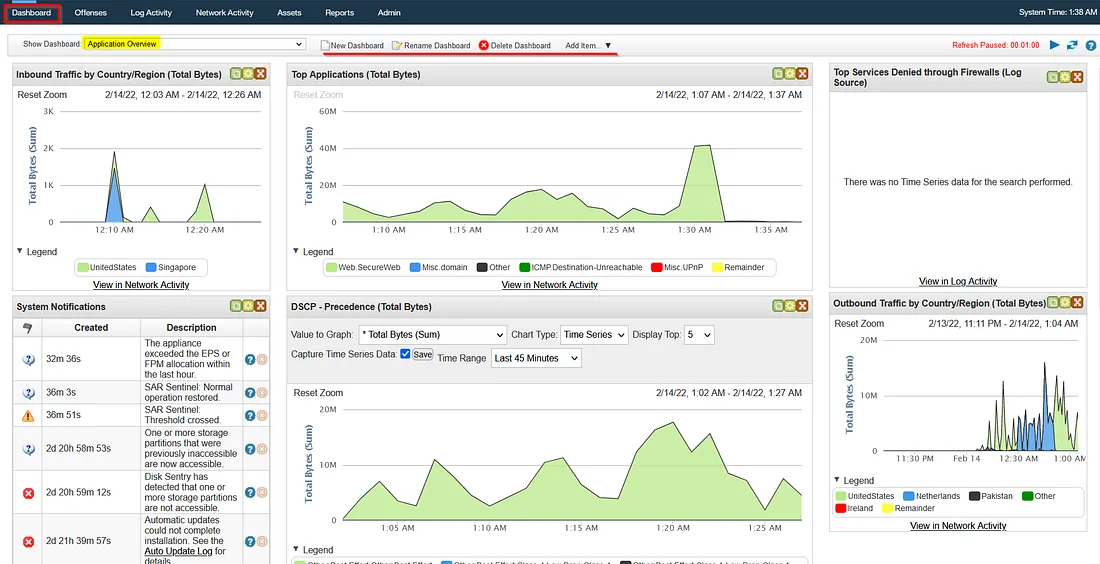 Dashboard Offenses Log Activity Network Activity Assets Reports Admin System Time: 1:38 AM
Show Dashboard: Application Overview New Dashboard Rename Dashboard Delete Dashboard Add Item... ▼ Refresh Paused: 00:01:00
Inbound Traffic by Country/Region (Total Bytes)
Reset Zoom 2/14/22, 12:03 AM - 2/14/22, 12:26 AM
Total Bytes (Sum)
3K
2K
1K
0
12:10 AM 12:20 AM
▼ Legend
UnitedStates Singapore
View in Network Activity
Top Applications (Total Bytes)
Reset Zoom 2/14/22, 1:07 AM - 2/14/22, 1:37 AM
Total Bytes (Sum)
60M
40M
20M
0
1:10 AM 1:15 AM 1:20 AM 1:25 AM 1:30 AM 1:35 AM
▼ Legend
Web.SecureWeb Misc.domain Other ICMP.Destination-Unreachable Misc.UPnP Remainder
View in Network Activity
Top Services Denied through Firewalls (Log
Source)
There was no Time Series data for the search performed.
View in Log Activity
System Notifications
Created Description
32m 36s
The appliance
exceeded the EPS or
FPM allocation within
the last hour.
36m 3s
SAR Sentinel: Normal
operation restored.
36m 51s
SAR Sentinel:
Threshold crossed.
2d 20h 58m 53s
One or more storage
partitions that were
previously inaccessible
are now accessible.
2d 20h 59m 12s
Disk Sentry has
detected that one or
more storage partitions
are not accessible.
2d 21h 39m 57s
Automatic updates
could not complete
installation. See the
Auto Update Log for
details.
DSCP - Precedence (Total Bytes)
Value to Graph: * Total Bytes (Sum) Chart Type: Time Series Display Top: 5
Capture Time Series Data: Save Time Range Last 45 Minutes
Reset Zoom 2/14/22, 1:02 AM - 2/14/22, 1:27 AM
Total Bytes (Sum)
20M
10M
0
1:05 AM 1:10 AM 1:15 AM 1:20 AM 1:25 AM
▼ Legend
Outbound Traffic by Country/Region (Total Bytes)
Reset Zoom 2/13/22, 11:11 PM - 2/14/22, 1:04 AM
Total Bytes (Sum)
20M
10M
0
11:30 PM Feb 14 12:30 AM 1:00 AM
▼ Legend
UnitedStates Netherlands Pakistan Other
Ireland Remainder
View in Network Activity